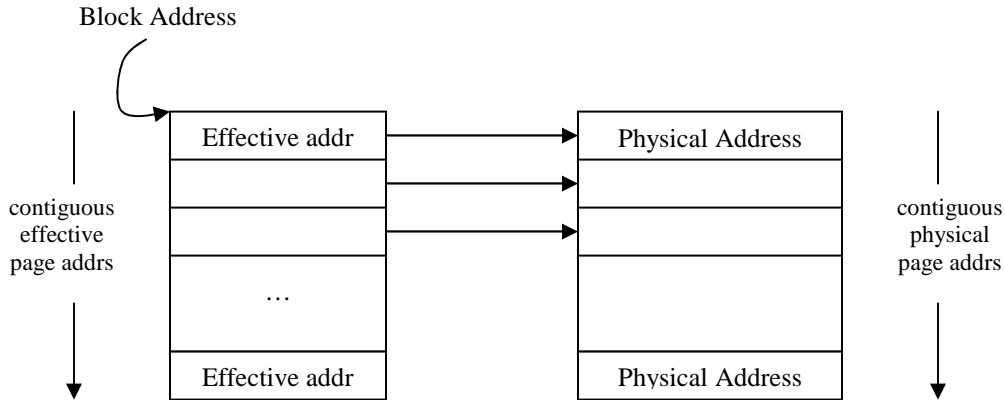 Block Address
Effective addr
Physical Address
contiguous
effective
page addrs
contiguous
physical
page addrs
…
Effective addr
Physical Address